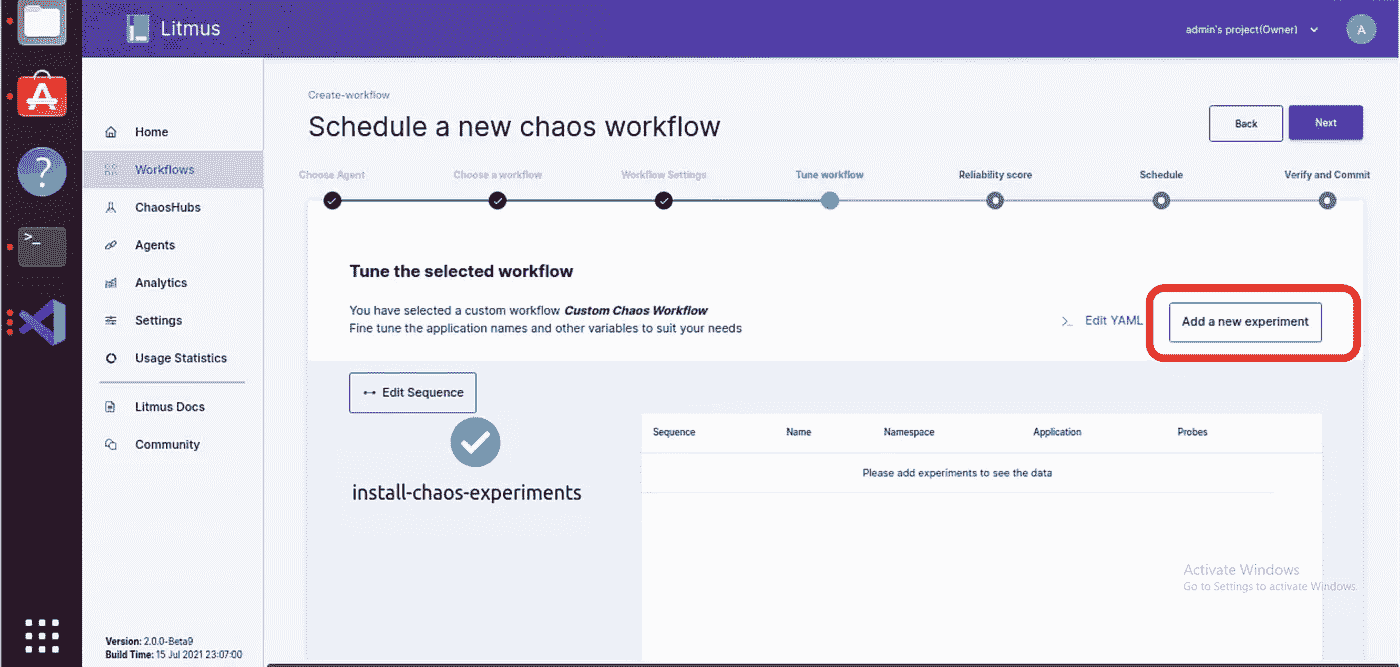 Litmus
admin's project(Owner)
A
Create-workflow
Schedule a new chaos workflow
Back
Next
Home
Workflows
ChaosHubs
Agents
Analytics
Settings
Usage Statistics
Litmus Docs
Community
Version: 2.0.0-Beta9
Build Time: 15 Jul 2021 23:07:00
Choose Agent
Choose a workflow
Workflow Settings
Tune workflow
Reliability score
Schedule
Verify and Commit
Tune the selected workflow
You have selected a custom workflow Custom Chaos Workflow
Fine tune the application names and other variables to suit your needs
>_ Edit YAML
Add a new experiment
Edit Sequence
install-chaos-experiments
Sequence Name Namespace Application Probes
Please add experiments to see the data
Activate Windows
Go to Settings to activate Windows.